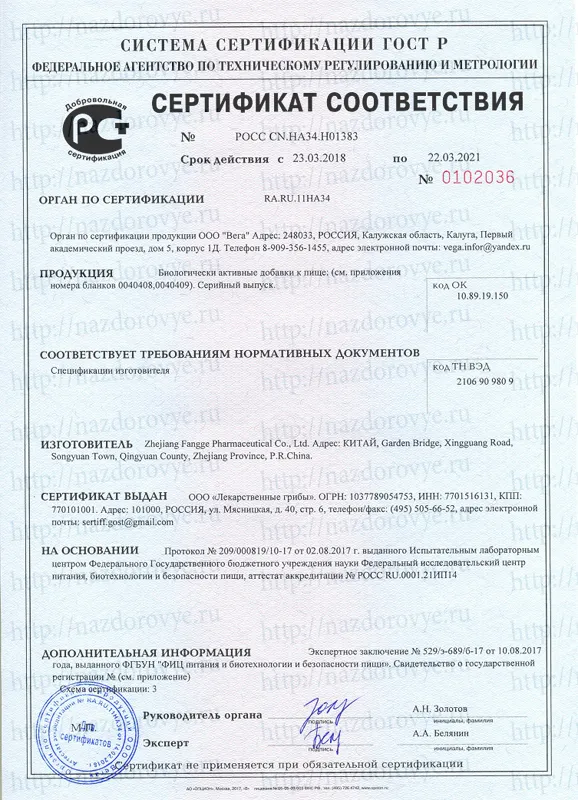 СИСТЕМА СЕРТИФИКАЦИИ ГОСТ Р
ФЕДЕРАЛЬНОЕ АГЕНТСТВО ПО ТЕХНИЧЕСКОМУ РЕГУЛИРОВАНИЮ И МЕТРОЛОГИИ
Добровольная
РСТ
сертификация
СЕРТИФИКАТ СООТВЕТСТВИЯ
№ РОСС CN.НА34.Н01383
Срок действия с 23.03.2018 по 22.03.2021
№ 0102036
ОРГАН ПО СЕРТИФИКАЦИИ RA.RU.11НА34
Орган по сертификации продукции ООО "Вега" Адрес: 248033, РОССИЯ, Калужская область, Калуга, Первый
академический проезд, дом 5, корпус 1Д. Телефон 8-909-356-1455, адрес электронной почты: vega.infor@yandex.ru
ПРОДУКЦИЯ Биологически активные добавки к пище; (см. приложения
номера бланков 0040408,0040409). Серийный выпуск.
код ОК
10.89.19.150
СООТВЕТСТВУЕТ ТРЕБОВАНИЯМ НОРМАТИВНЫХ ДОКУМЕНТОВ
Спецификации изготовителя
код ТН ВЭД
2106 90 980 9
ИЗГОТОВИТЕЛЬ Zhejiang Fangge Pharmaceutical Co., Ltd. Адрес: КИТАЙ, Garden Bridge, Xingguang Road,
Songyuan Town, Qingyuan County, Zhejiang Province, P.R.China.
СЕРТИФИКАТ ВЫДАН ООО «Лекарственные грибы». ОГРН: 1037789054753, ИНН: 7701516131, КПП:
770101001. Адрес: 101000, РОССИЯ, ул. Мясницкая, д. 40, стр. 6, телефон/факс: (495) 505-66-52, адрес электронной
почты: sertiff.gost@gmail.com
НА ОСНОВАНИИ Протокол № 209/000819/10-17 от 02.08.2017 г. выданного Испытательным лабораторным
центром Федерального Государственного бюджетного учреждения науки Федеральный исследовательский центр
питания, биотехнологии и безопасности пищи, аттестат аккредитации № РОСС RU.0001.21ИП14
ДОПОЛНИТЕЛЬНАЯ ИНФОРМАЦИЯ Экспертное заключение № 529/э-689/б-17 от 10.08.2017
года, выданного ФГБУН "ФИЦ питания и биотехнологии и безопасности пищи». Свидетельство о государственной
регистрации № (см. приложение)
Схема сертификации: 3
М.П.
сертификатов
Руководитель органа
подпись
А.Н. Золотов
инициалы, фамилия
Эксперт
подпись
А.А. Белянин
инициалы, фамилия
Сертификат не применяется при обязательной сертификации
http://nazdorovye.ru